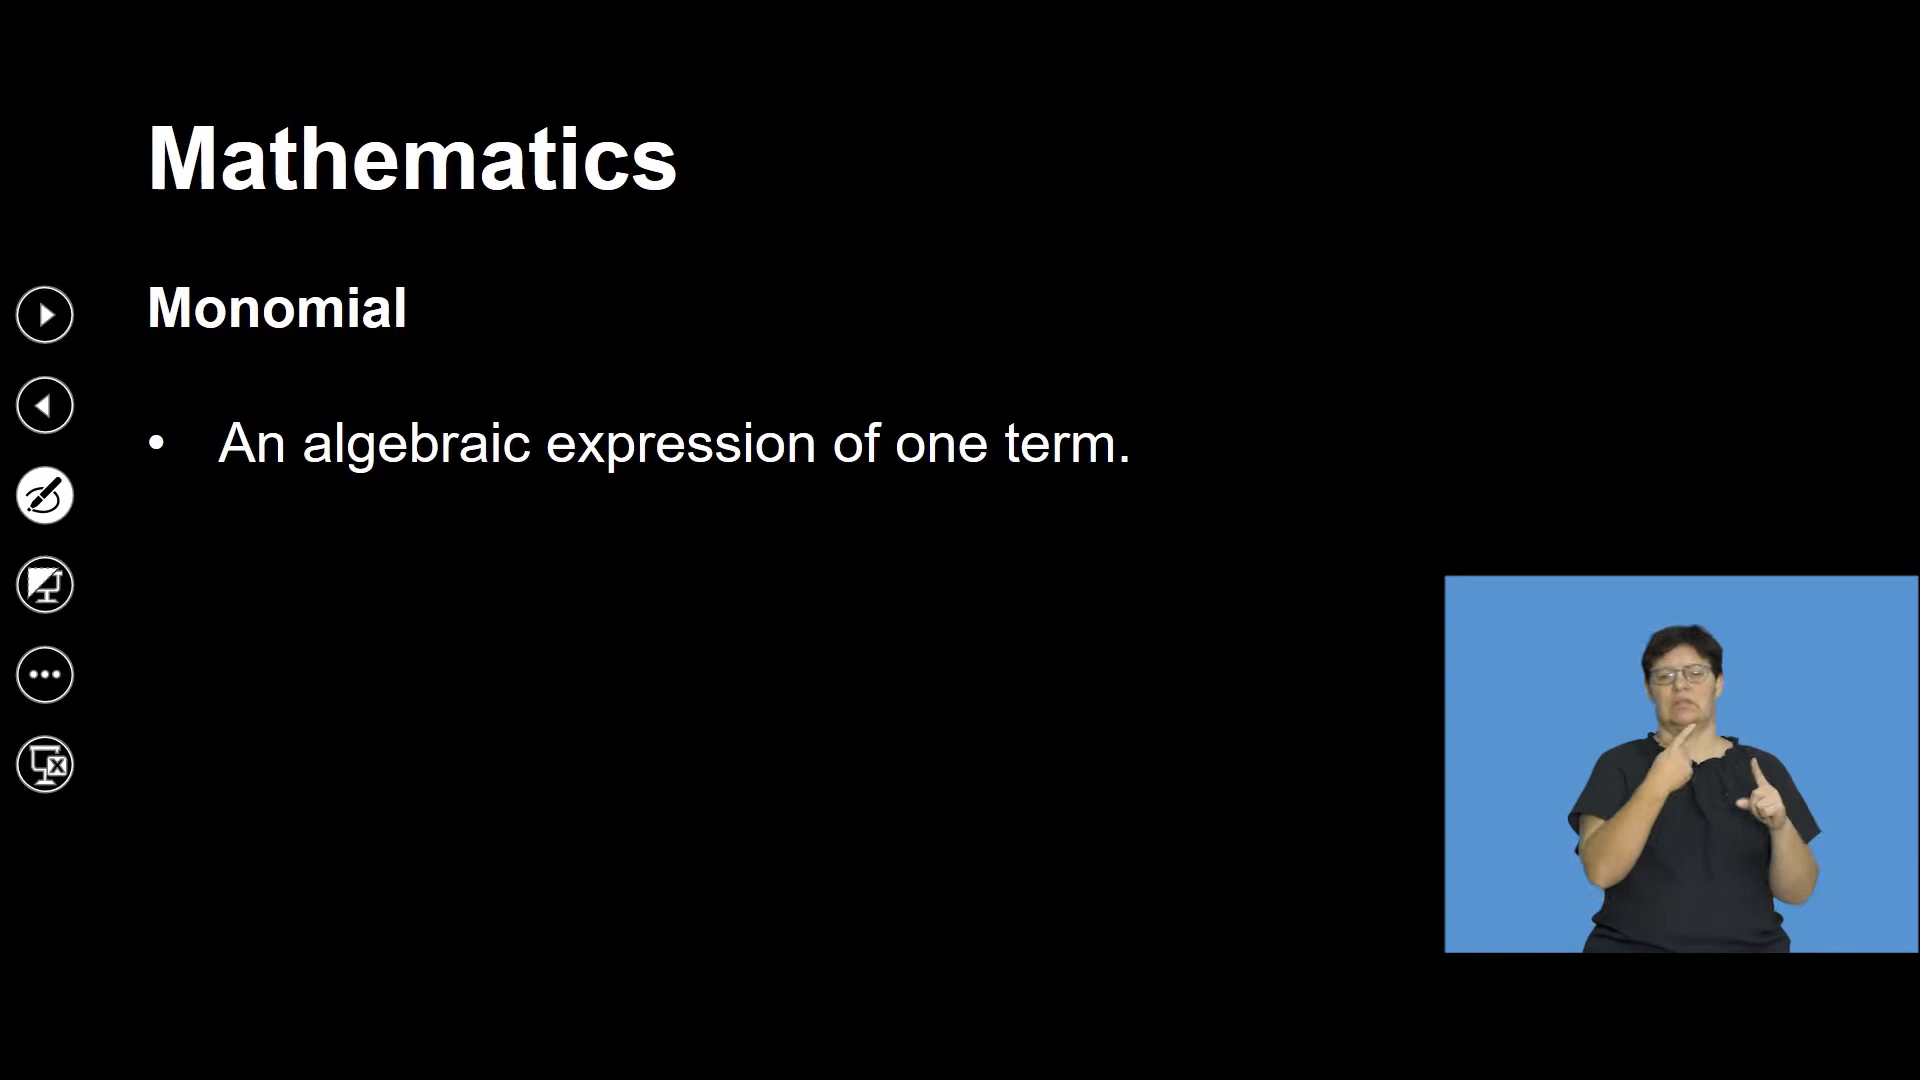 Mathematics
Monomial
• An algebraic expression of one term.